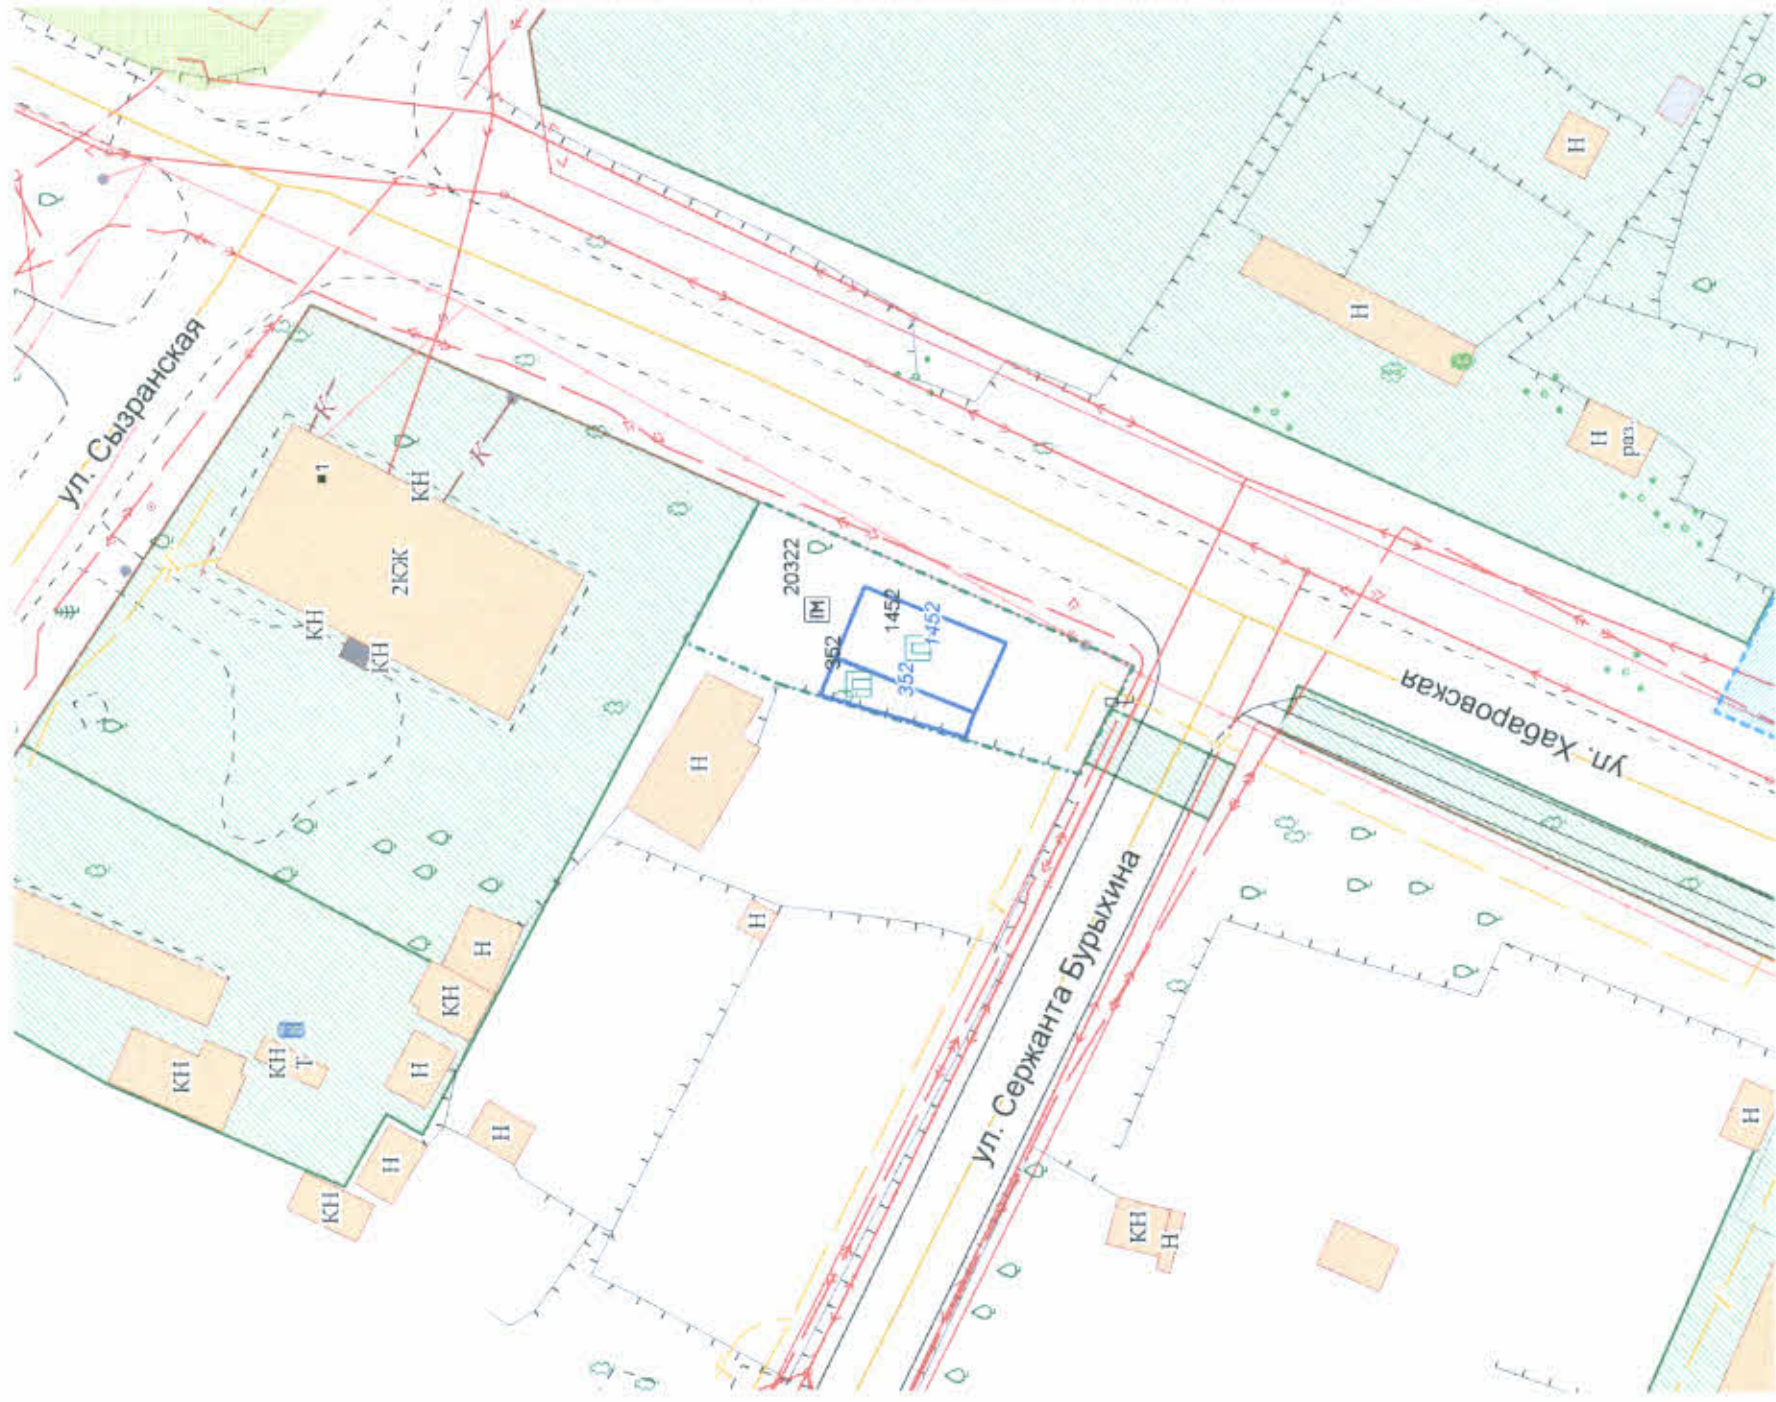 ул. Сызранская
К
К
1
КН
2КЖ
КН
КН
Н
Н
Н
раз.
20322
ПМ
1452
352
1452
352
Н
ул. Хабаровская
Н
Н
КН
КН
КН
Т
Н
Н
Н
КН
ул. Сержанта Бурыхина
КН
Н
Н